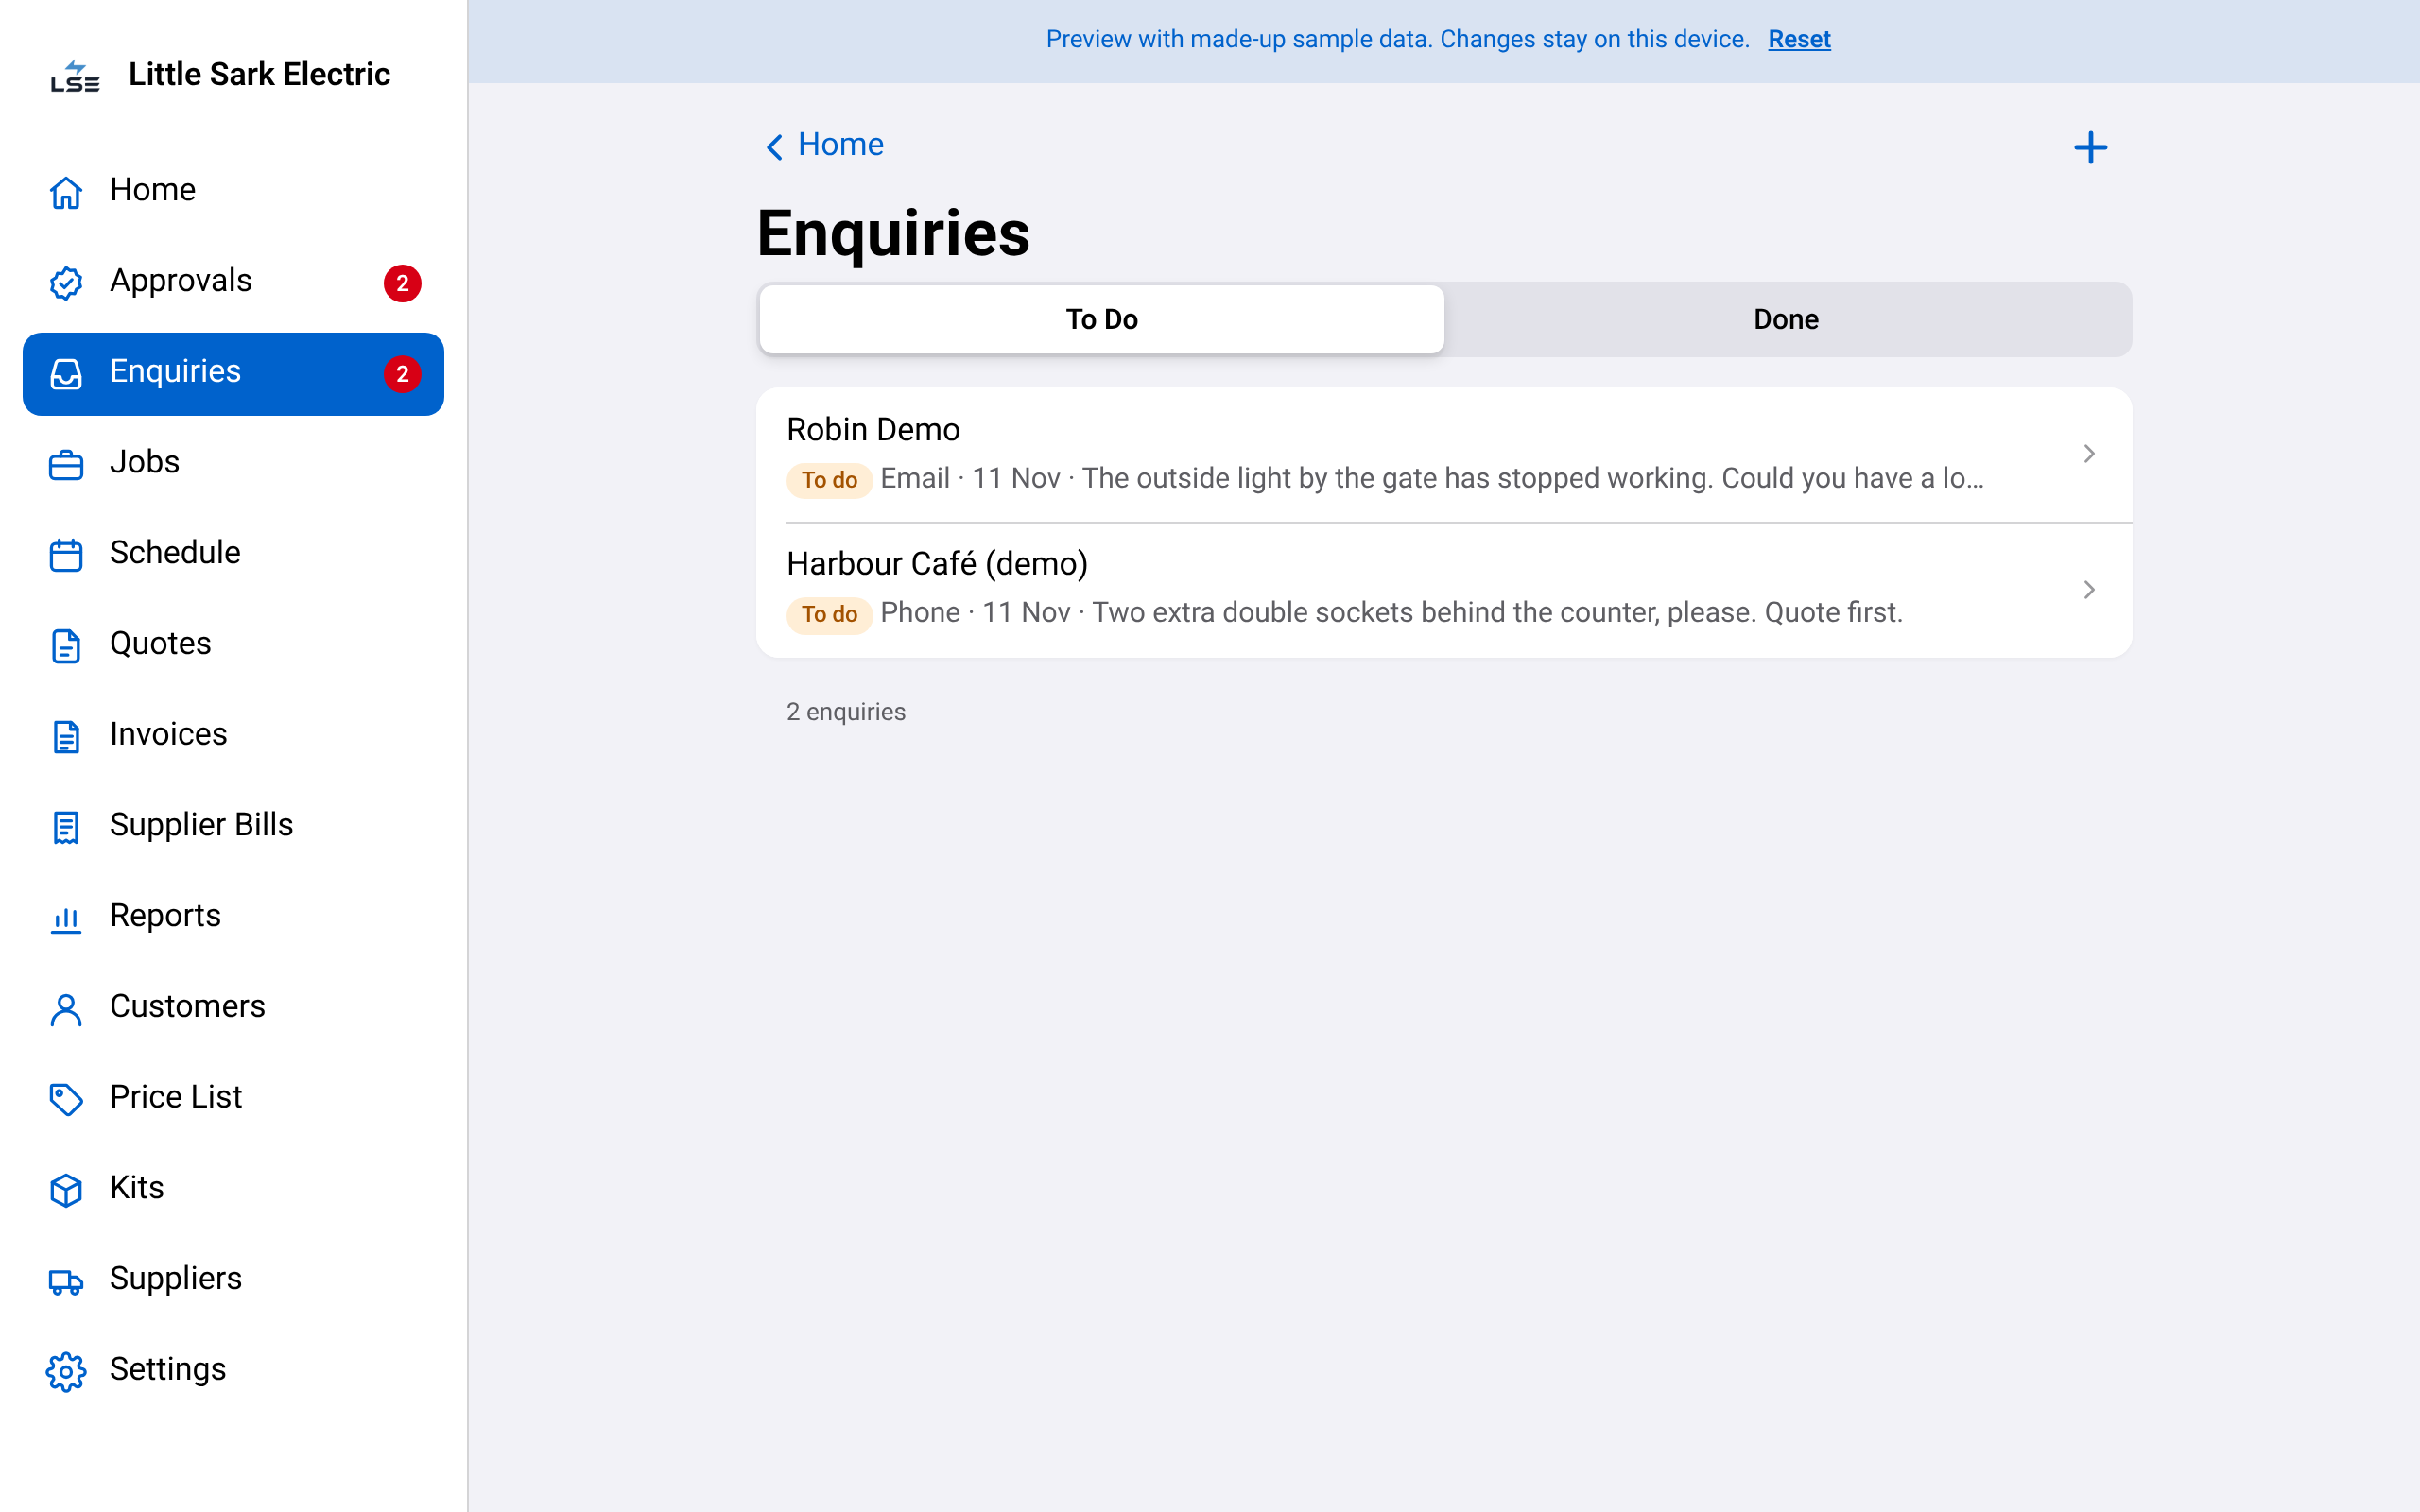 Preview with made-up sample data. Changes stay on this device. Reset
LSE Little Sark Electric
Home
Approvals 2
Enquiries 2
Jobs
Schedule
Quotes
Invoices
Supplier Bills
Reports
Customers
Price List
Kits
Suppliers
Settings
Home
Enquiries
To Do Done
Robin Demo
To do Email · 11 Nov · The outside light by the gate has stopped working. Could you have a lo…
Harbour Café (demo)
To do Phone · 11 Nov · Two extra double sockets behind the counter, please. Quote first.
2 enquiries